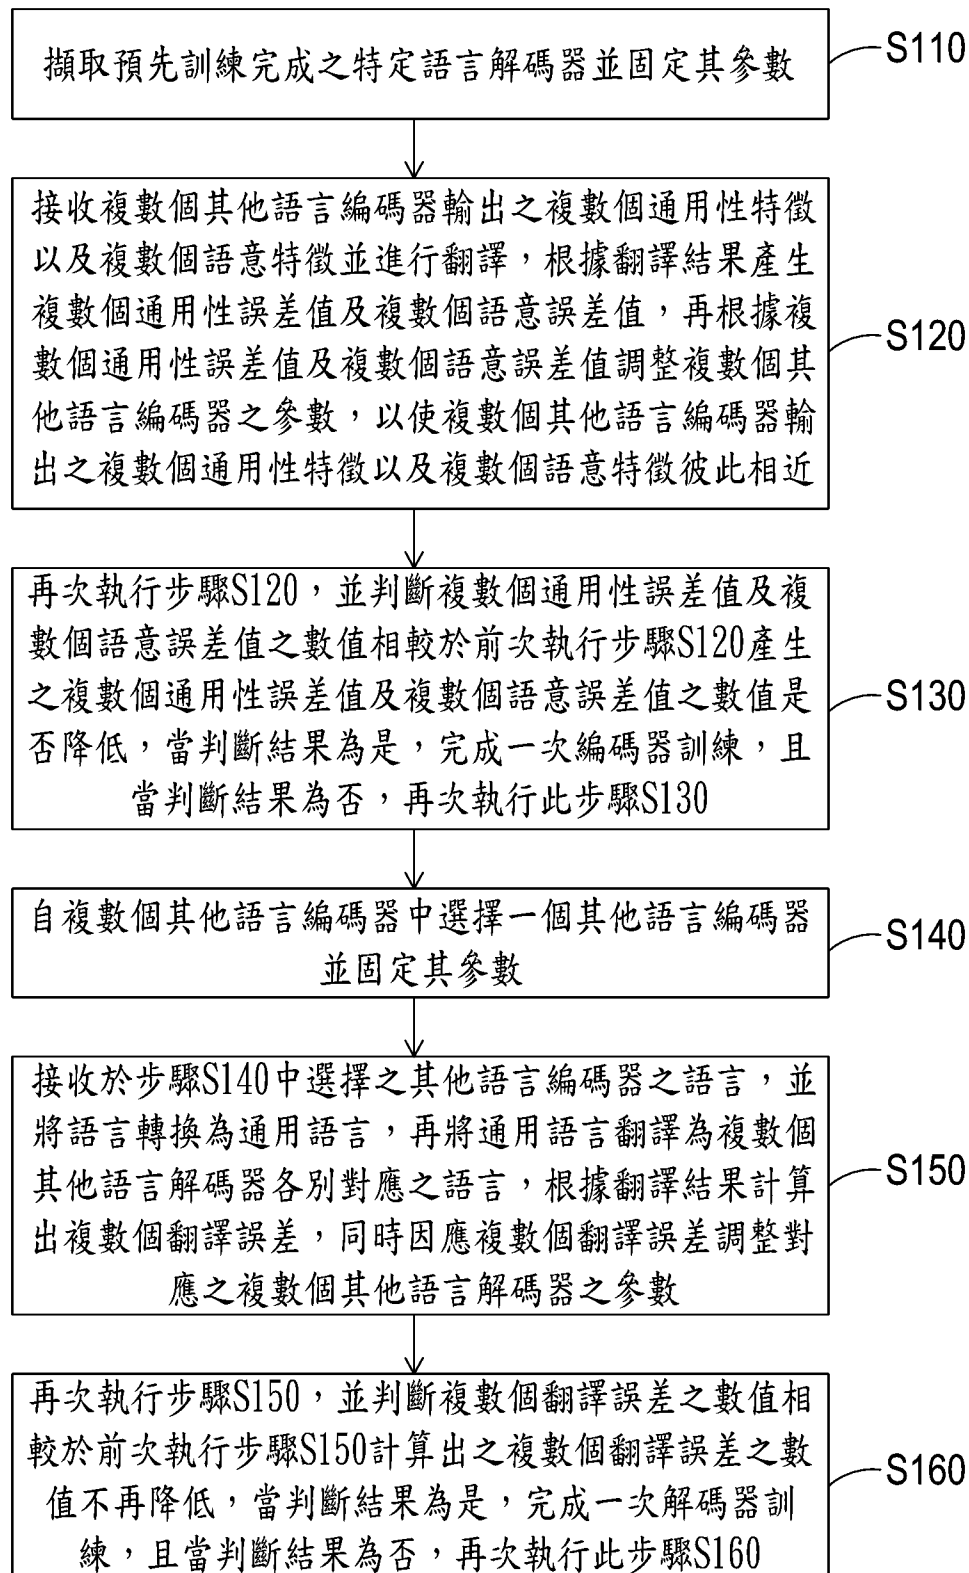 擷取預先訓練完成之特定語言解碼器並固定其參數
S110
接收複數個其他語言編碼器輸出之複數個通用性特徵
以及複數個語意特徵並進行翻譯，根據翻譯結果產生
複數個通用性誤差值及複數個語意誤差值，再根據複
數個通用性誤差值及複數個語意誤差值調整複數個其
他語言編碼器之參數，以使複數個其他語言編碼器輸
出之複數個通用性特徵以及複數個語意特徵彼此相近
S120
再次執行步驟S120，並判斷複數個通用性誤差值及複
數個語意誤差值之數值相較於前次執行步驟S120產生
之複數個通用性誤差值及複數個語意誤差值之數值是
否降低，當判斷結果為是，完成一次編碼器訓練，且
當判斷結果為否，再次執行此步驟S130
S130
自複數個其他語言編碼器中選擇一個其他語言編碼器
並固定其參數
S140
接收於步驟S140中選擇之其他語言編碼器之語言，並
將語言轉換為通用語言，再將通用語言翻譯為複數個
其他語言解碼器各別對應之語言，根據翻譯結果計算
出複數個翻譯誤差，同時因應複數個翻譯誤差調整對
應之複數個其他語言解碼器之參數
S150
再次執行步驟S150，並判斷複數個翻譯誤差之數值相
較於前次執行步驟S150計算出之複數個翻譯誤差之數
值不再降低，當判斷結果為是，完成一次解碼器訓
練，且當判斷結果為否，再次執行此步驟S160
S160